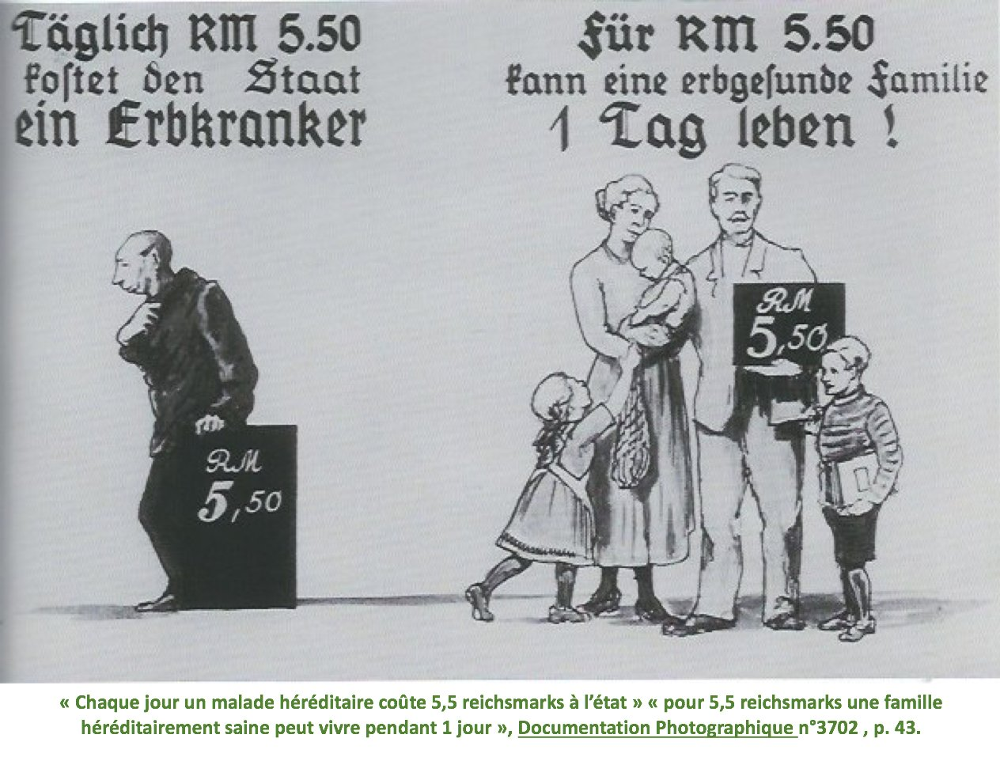 Täglich RM 5.50
koſtet den Staat
ein Erbkranker
Für RM 5.50
kann eine erbgeſunde Familie
1 Tag leben !
RM
5,50
RM
5,50
« Chaque jour un malade héréditaire coûte 5,5 reichsmarks à l’état » « pour 5,5 reichsmarks une famille
héréditairement saine peut vivre pendant 1 jour », Documentation Photographique n°3702 , p. 43.